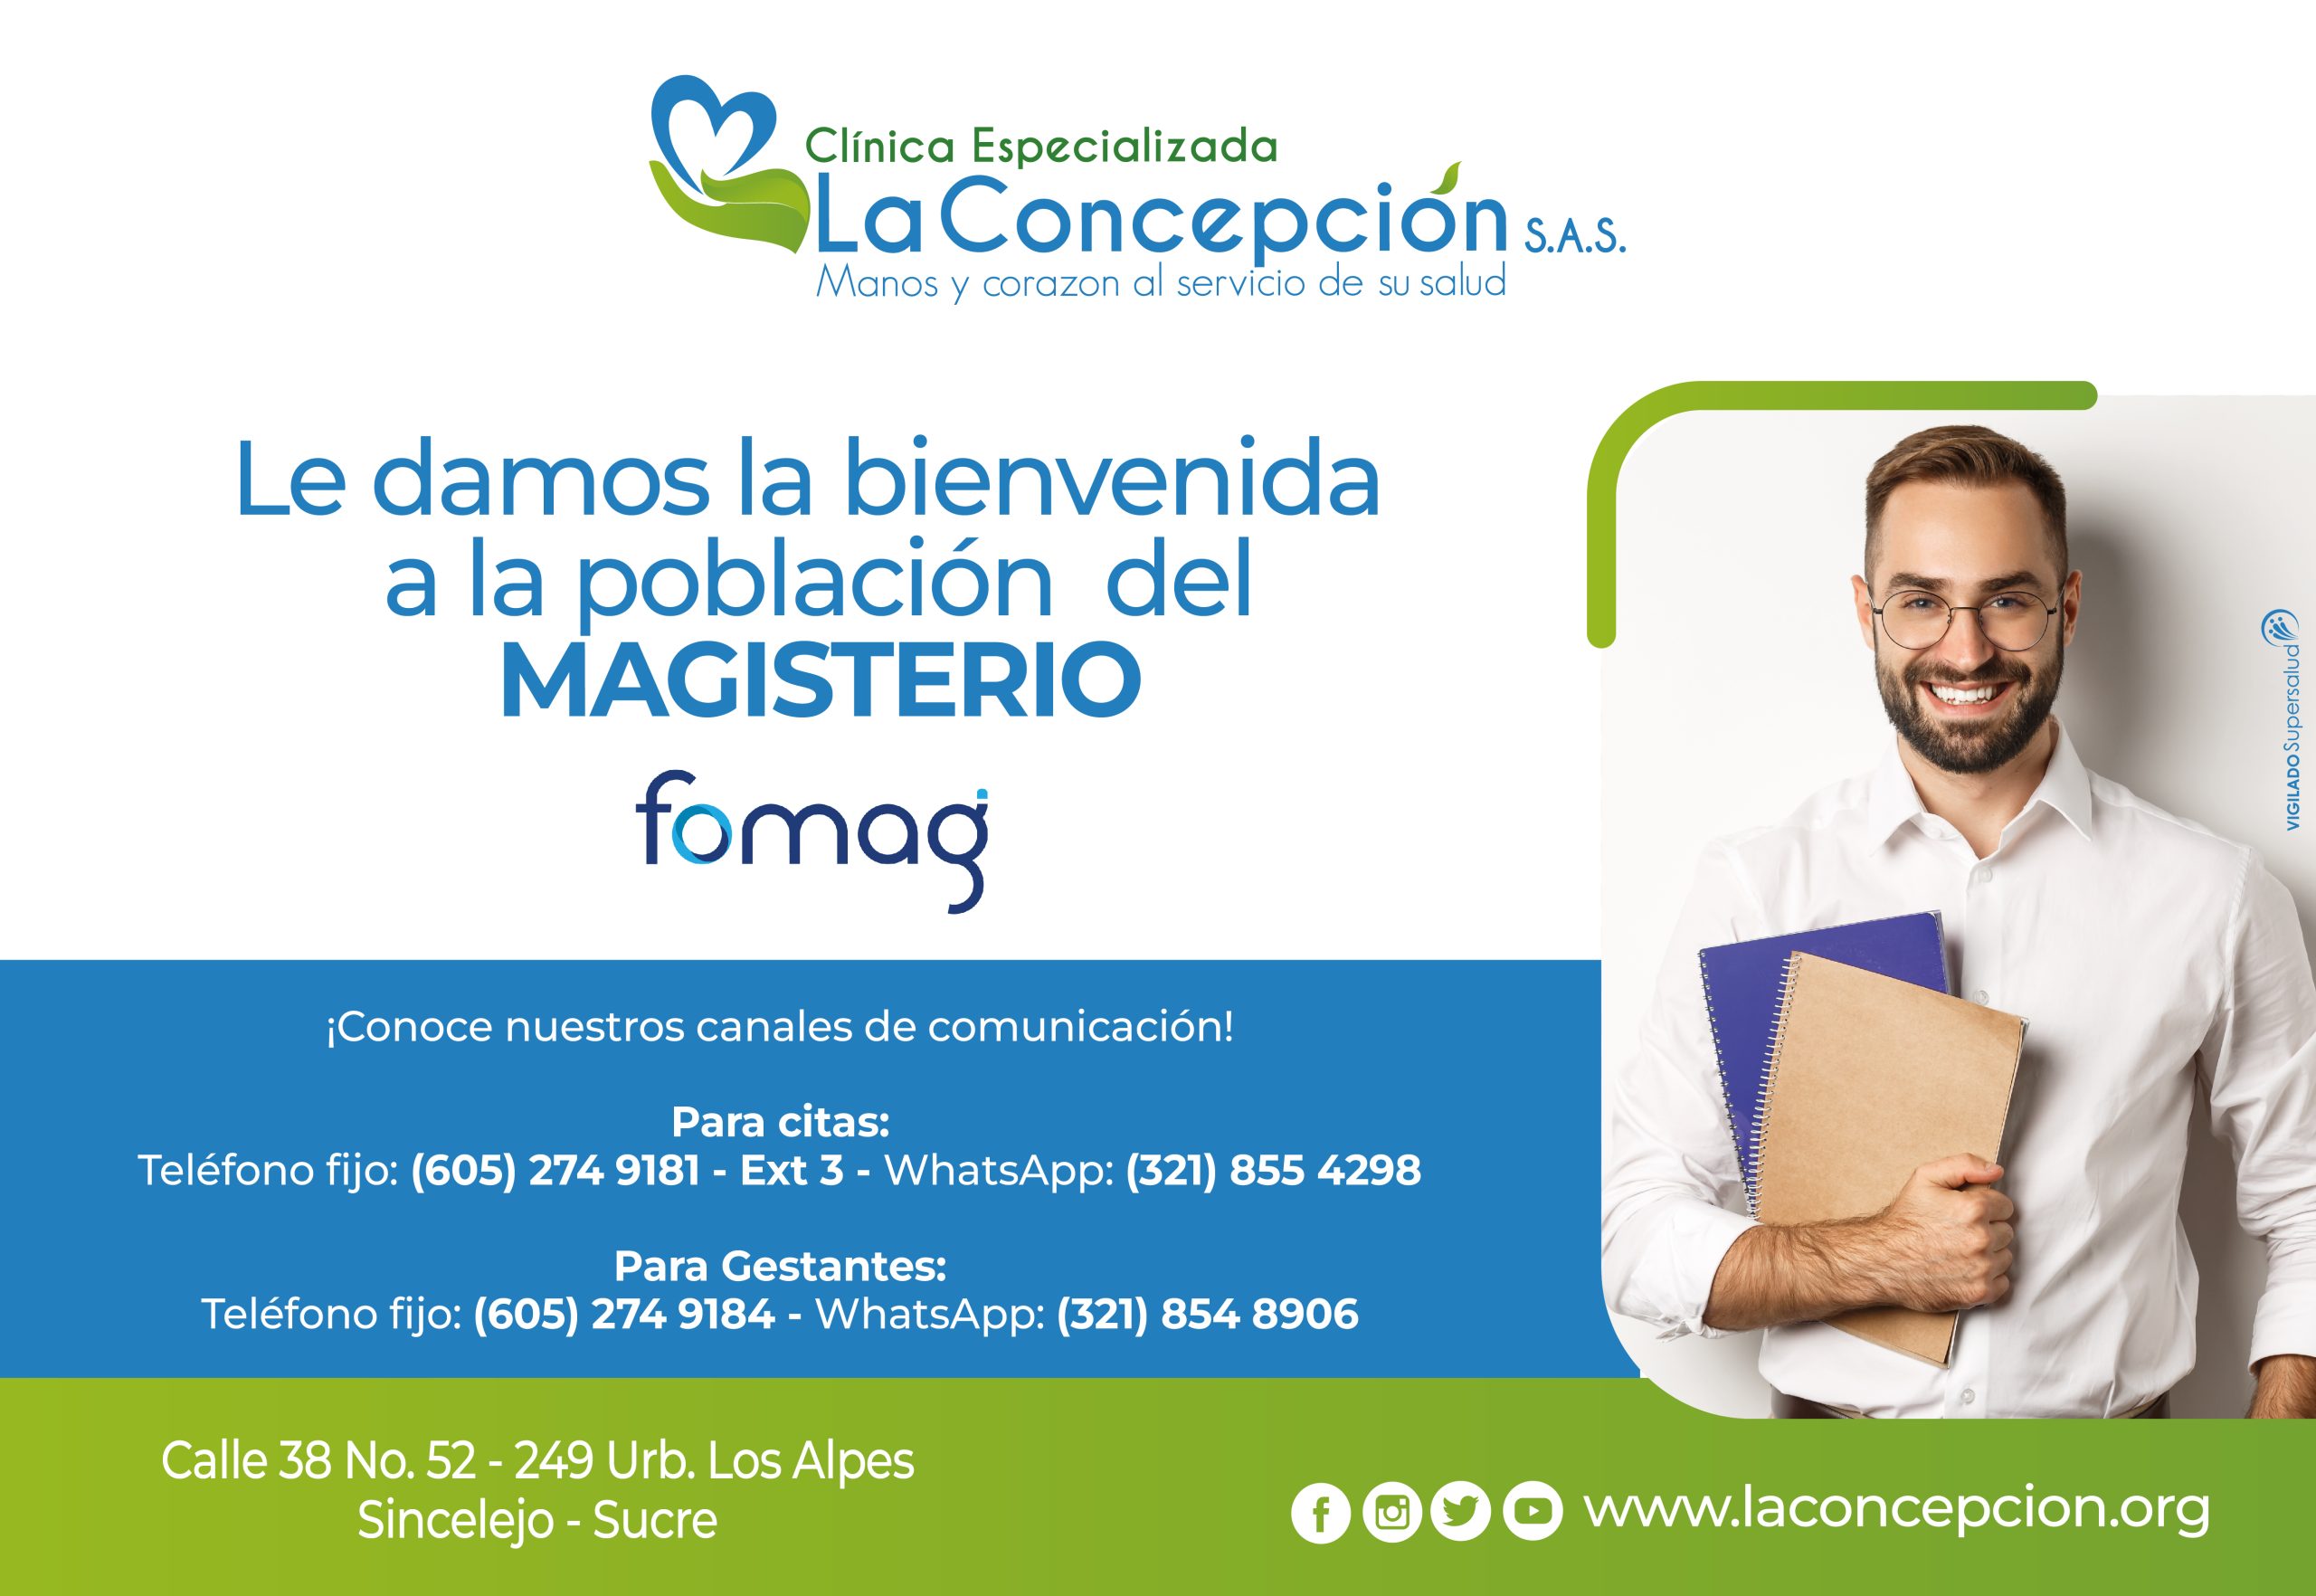 Clínica Especializada
La Concepción S.A.S.
Manos y corazon al servicio de su salud
Le damos la bienvenida
a la población del
MAGISTERIO
fomag
VIGILADO Supersalud
¡Conoce nuestros canales de comunicación!
Para citas:
Teléfono fijo: (605) 274 9181 - Ext 3 - WhatsApp: (321) 855 4298
Para Gestantes:
Teléfono fijo: (605) 274 9184 - WhatsApp: (321) 854 8906
Calle 38 No. 52 - 249 Urb. Los Alpes
Sincelejo - Sucre
www.laconcepcion.org